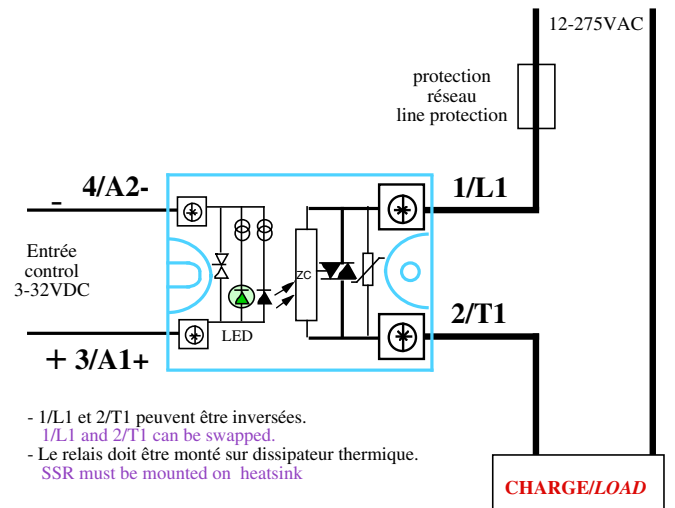 12-275VAC
protection
réseau
line protection
4/A2-
1/L1
-
Entrée
control
3-32VDC
ZC
LED
2/T1
+ 3/A1+
- 1/L1 et 2/T1 peuvent être inversées.
1/L1 and 2/T1 can be swapped.
- Le relais doit être monté sur dissipateur thermique.
SSR must be mounted on heatsink
CHARGE/LOAD